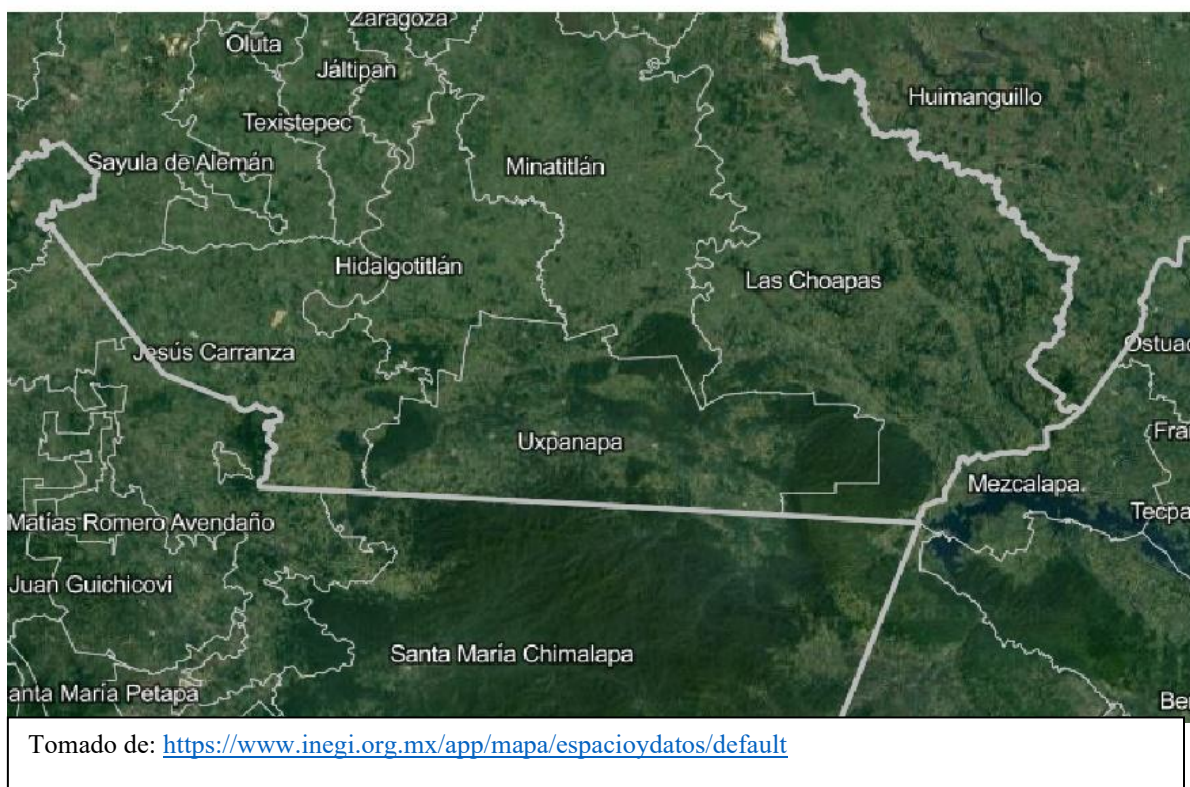 Zaragoza
Oluta
Jáltipan
Huimanguillo
Texistepec
Sayula de Alemán
Minatitlán
Hidalgotitlán
Las Choapas
Jesús Carranza
Ostuac
Uxpanapa
Fra
Mezcalapa.
Tecpa
Matías Romero Avendaño
Juan Guichicovi
Santa María Chimalapa
anta María Petapa
Be
Tomado de: https://www.inegi.org.mx/app/mapa/espacioydatos/default